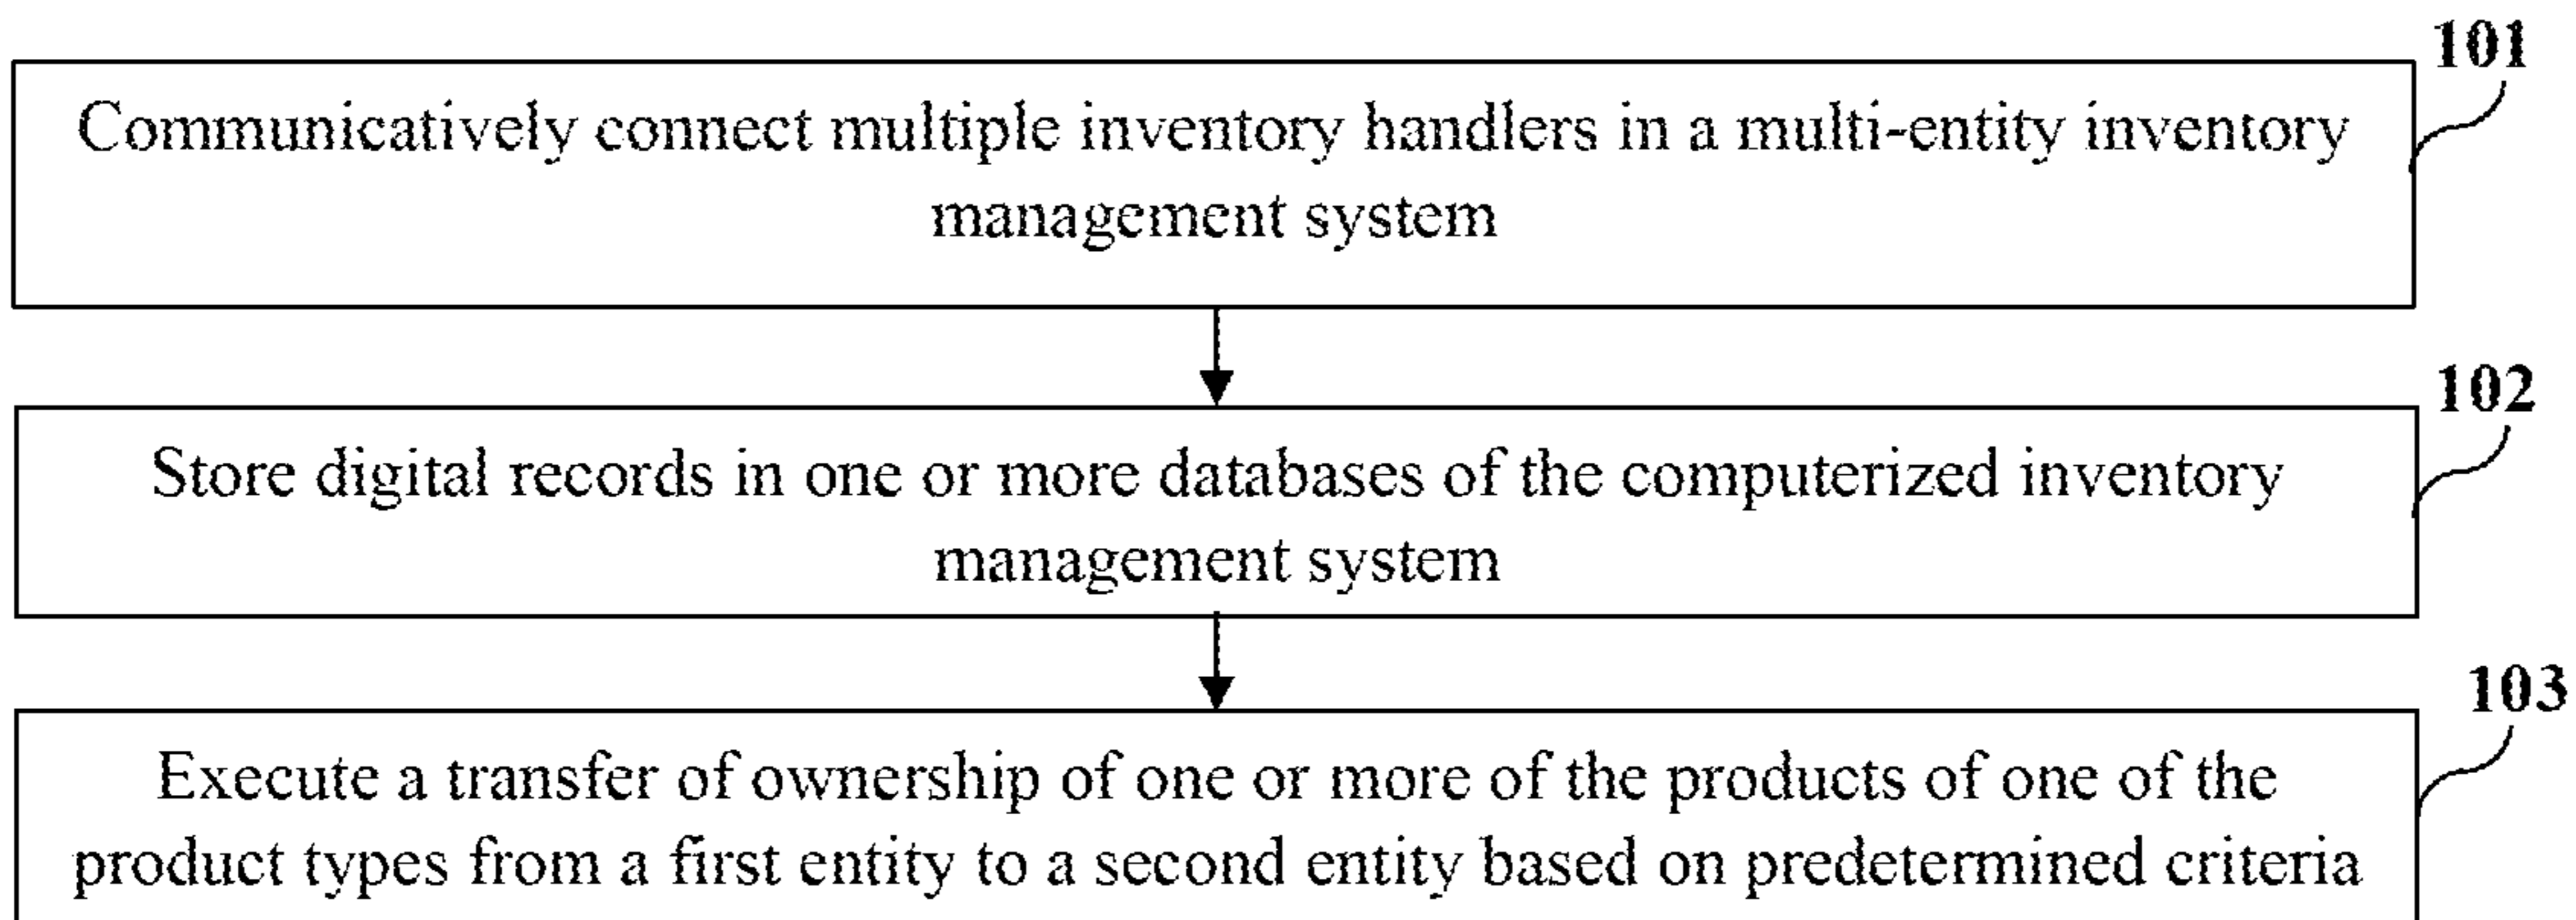 101
Communicatively connect multiple inventory handlers in a multi-entity inventory
management system
102
Store digital records in one or more databases of the computerized inventory
management system
103
Execute a transfer of ownership of one or more of the products of one of the
product types from a first entity to a second entity based on predetermined criteria